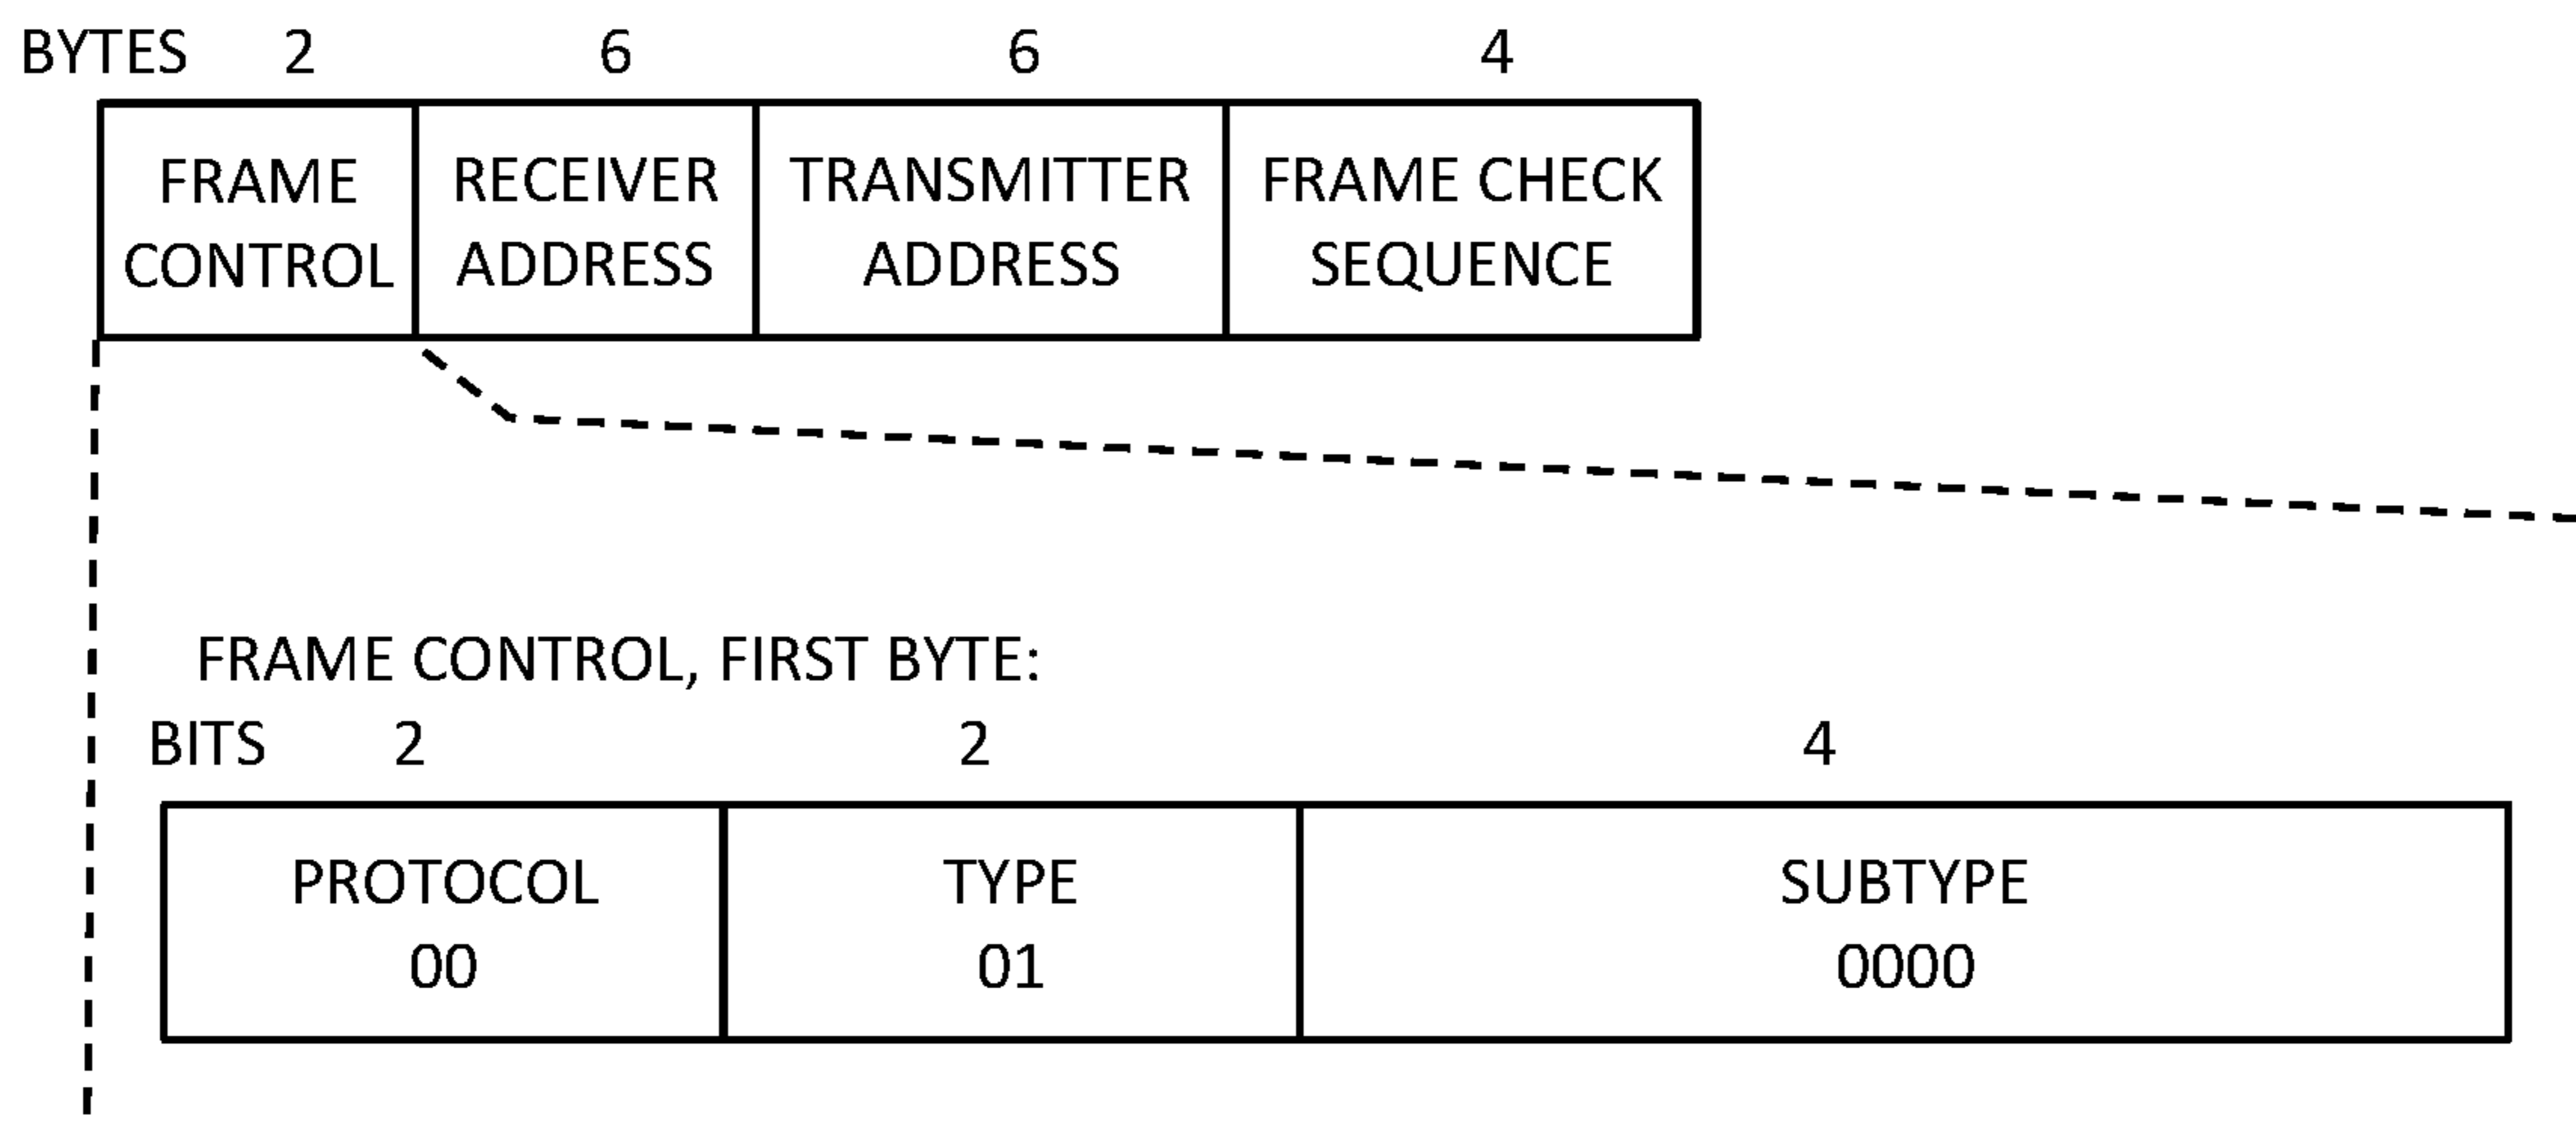 BYTES 2 6 6 4
FRAME CONTROL RECEIVER ADDRESS TRANSMITTER ADDRESS FRAME CHECK SEQUENCE
FRAME CONTROL, FIRST BYTE:
BITS 2 2 4
PROTOCOL TYPE SUBTYPE
00 01 0000